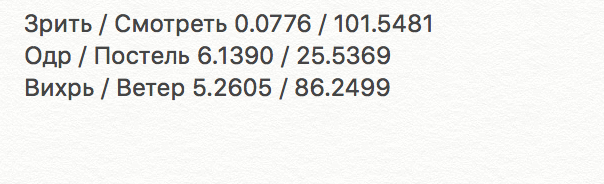 Зрить / Смотреть 0.0776 / 101.5481
Одр / Постель 6.1390 / 25.5369
Вихрь / Ветер 5.2605 / 86.2499